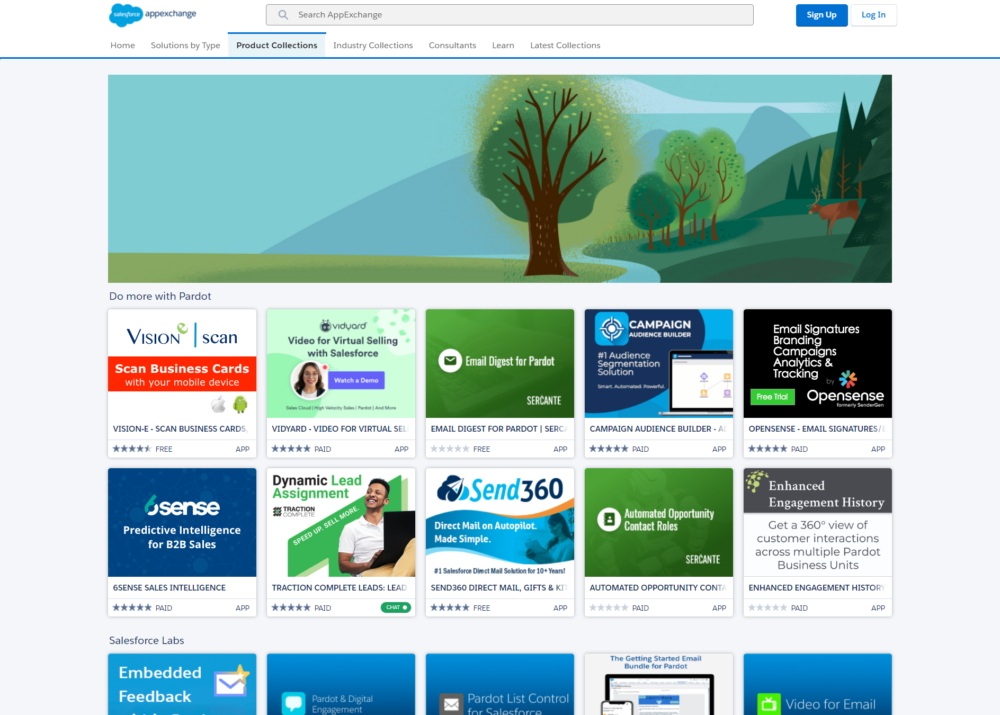 salesforce appexchange
Search AppExchange
Sign Up
Log In
Home
Solutions by Type
Product Collections
Industry Collections
Consultants
Learn
Latest Collections
Do more with Pardot
VISIONe | scan
Scan Business Cards
with your mobile device
VISION-E - SCAN BUSINESS CARDS,
FREE
APP
vidyard
Video for Virtual Selling
with Salesforce
Watch a Demo
Sales Cloud | High Velocity Sales | Pardot | And More
VIDYARD - VIDEO FOR VIRTUAL SEL
PAID
APP
Email Digest for Pardot
SERCANTE
EMAIL DIGEST FOR PARDOT | SERCA
FREE
APP
CAMPAIGN
AUDIENCE BUILDER
#1 Audience
Segmentation
Solution
Smart. Automated. Powerful.
CAMPAIGN AUDIENCE BUILDER - AD
PAID
APP
Email Signatures
Branding
Campaigns
Analytics &
Tracking
by
Free Trial
Opensense
formerly SenderGen
OPENSENSE - EMAIL SIGNATURES/E
PAID
APP
6sense
Predictive Intelligence
for B2B Sales
6SENSE SALES INTELLIGENCE
PAID
APP
Dynamic Lead
Assignment
TRACTION
COMPLETE
SPEED UP. SELL MORE.
TRACTION COMPLETE LEADS: LEAD
PAID
CHAT
Send360
Direct Mail on Autopilot.
Made Simple.
#1 Salesforce Direct Mail Solution for 10+ Years!
SEND360 DIRECT MAIL, GIFTS & KIT
FREE
APP
Automated Opportunity
Contact Roles
SERCANTE
AUTOMATED OPPORTUNITY CONTA
PAID
APP
Enhanced
Engagement History
Get a 360° view of
customer interactions
across multiple Pardot
Business Units
ENHANCED ENGAGEMENT HISTORY
PAID
APP
Salesforce Labs
Embedded
Feedback
Pardot & Digital
Engagement
Pardot List Control
for Salesforce
The Getting Started Email
Bundle for Pardot
Learn More
Video for Email